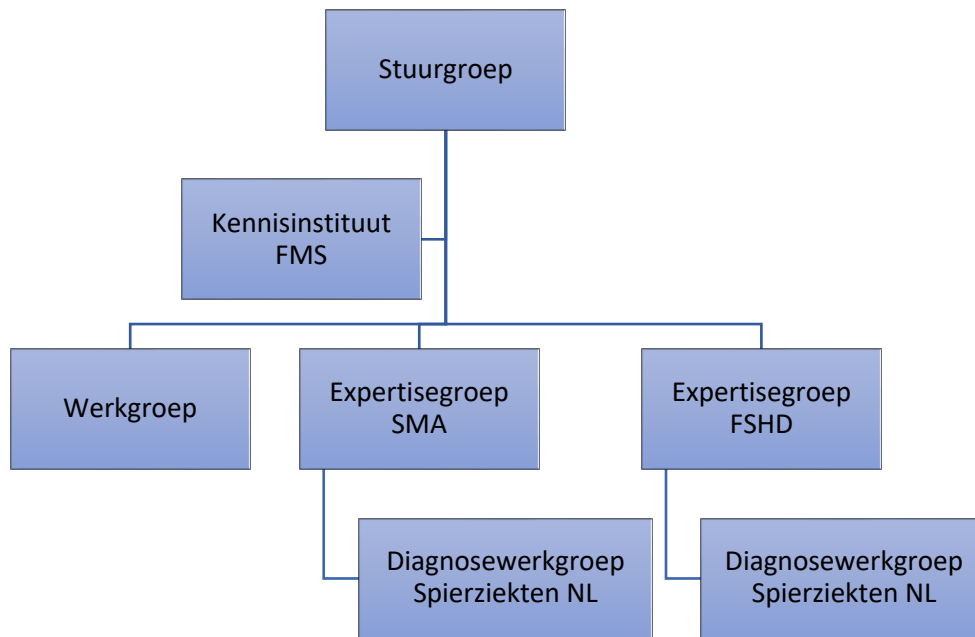 Stuurgroep
Kennisinstituut
FMS
Werkgroep
Expertisegroep
SMA
Expertisegroep
FSHD
Diagnosewerkgroep
Spierziekten NL
Diagnosewerkgroep
Spierziekten NL